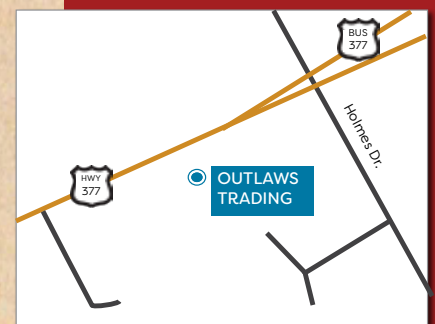 BUS
377
Holmes Dr.
HWY
377
OUTLAWS
TRADING